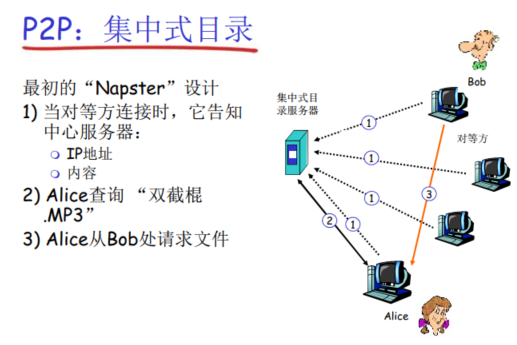 P2P：集中式目录
最初的“Napster”设计
1) 当对等方连接时，它告知
中心服务器：
IP地址
内容
2) Alice查询 “双截棍
.MP3”
3) Alice从Bob处请求文件
集中式目
录服务器
Bob
对等方
1
1
1
3
2
1
Alice